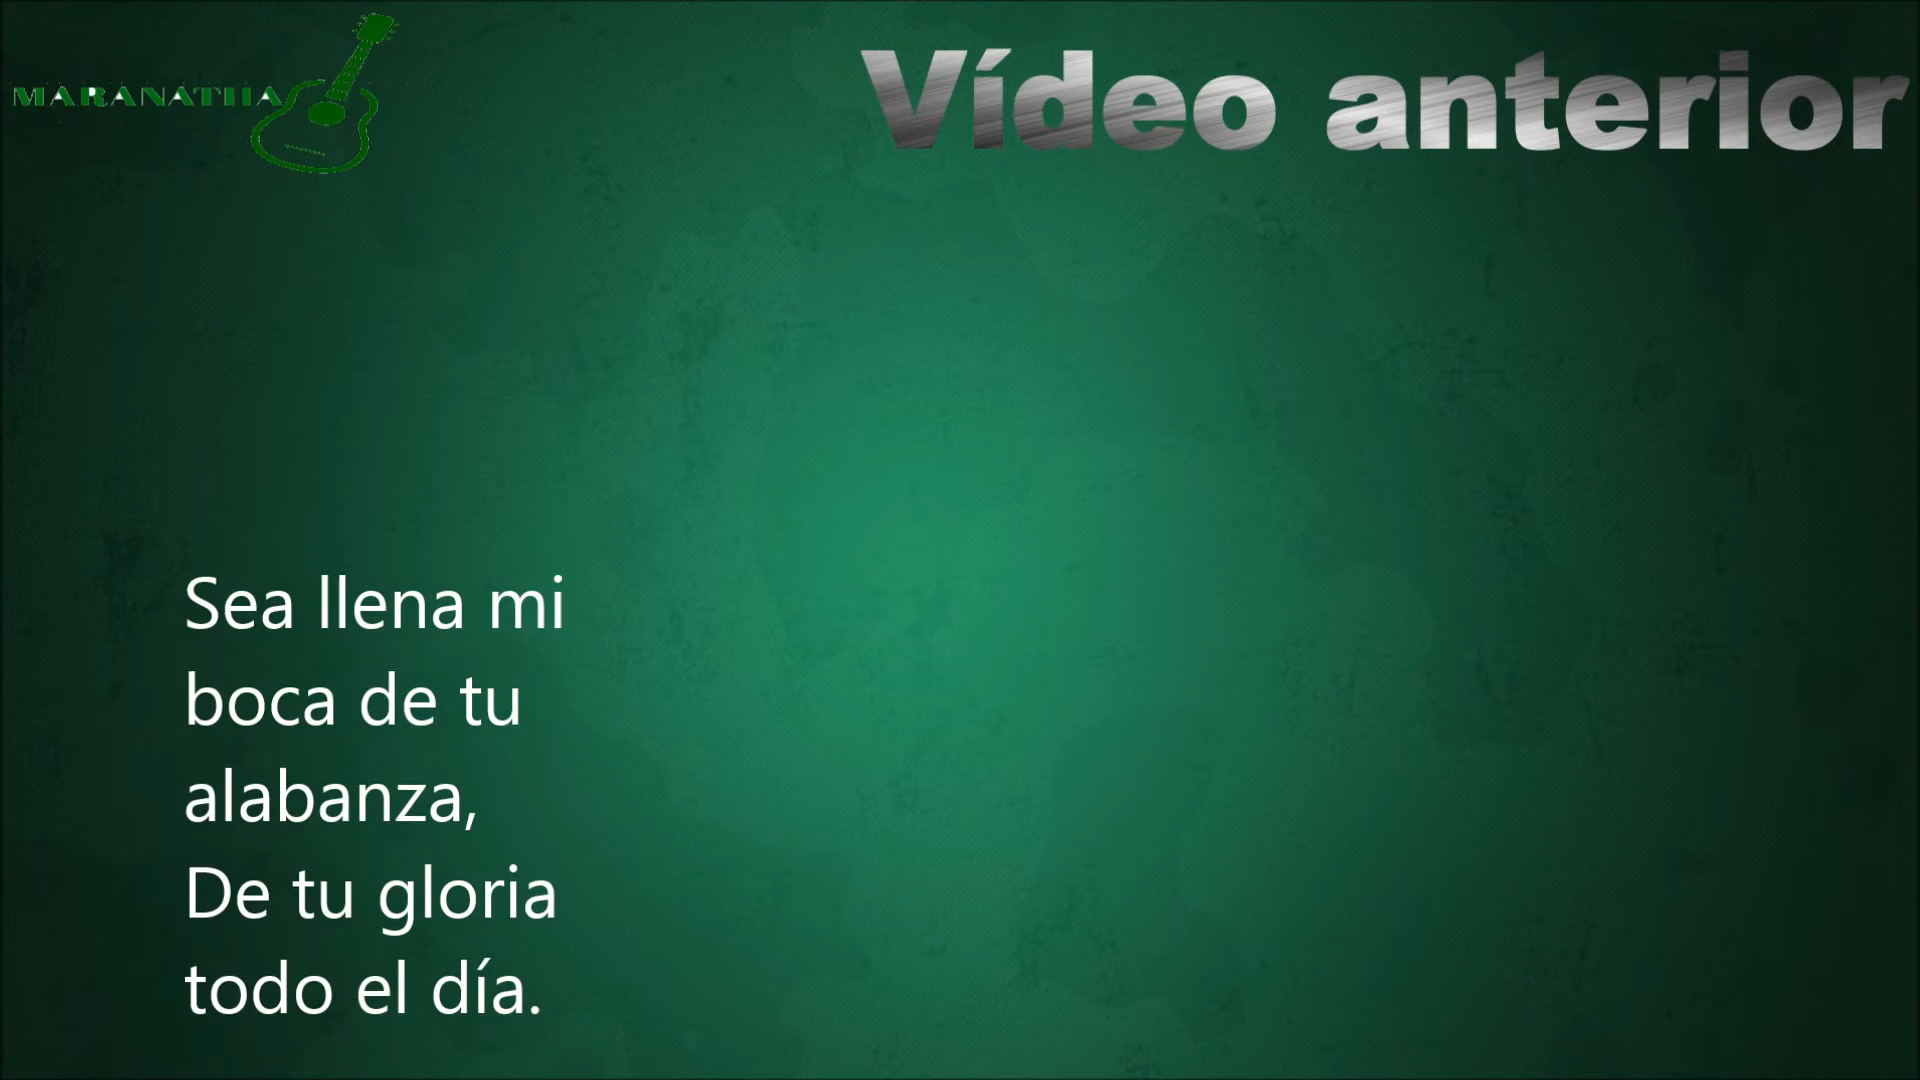 MARANATHA
Vídeo anterior
Sea llena mi
boca de tu
alabanza,
De tu gloria
todo el día.